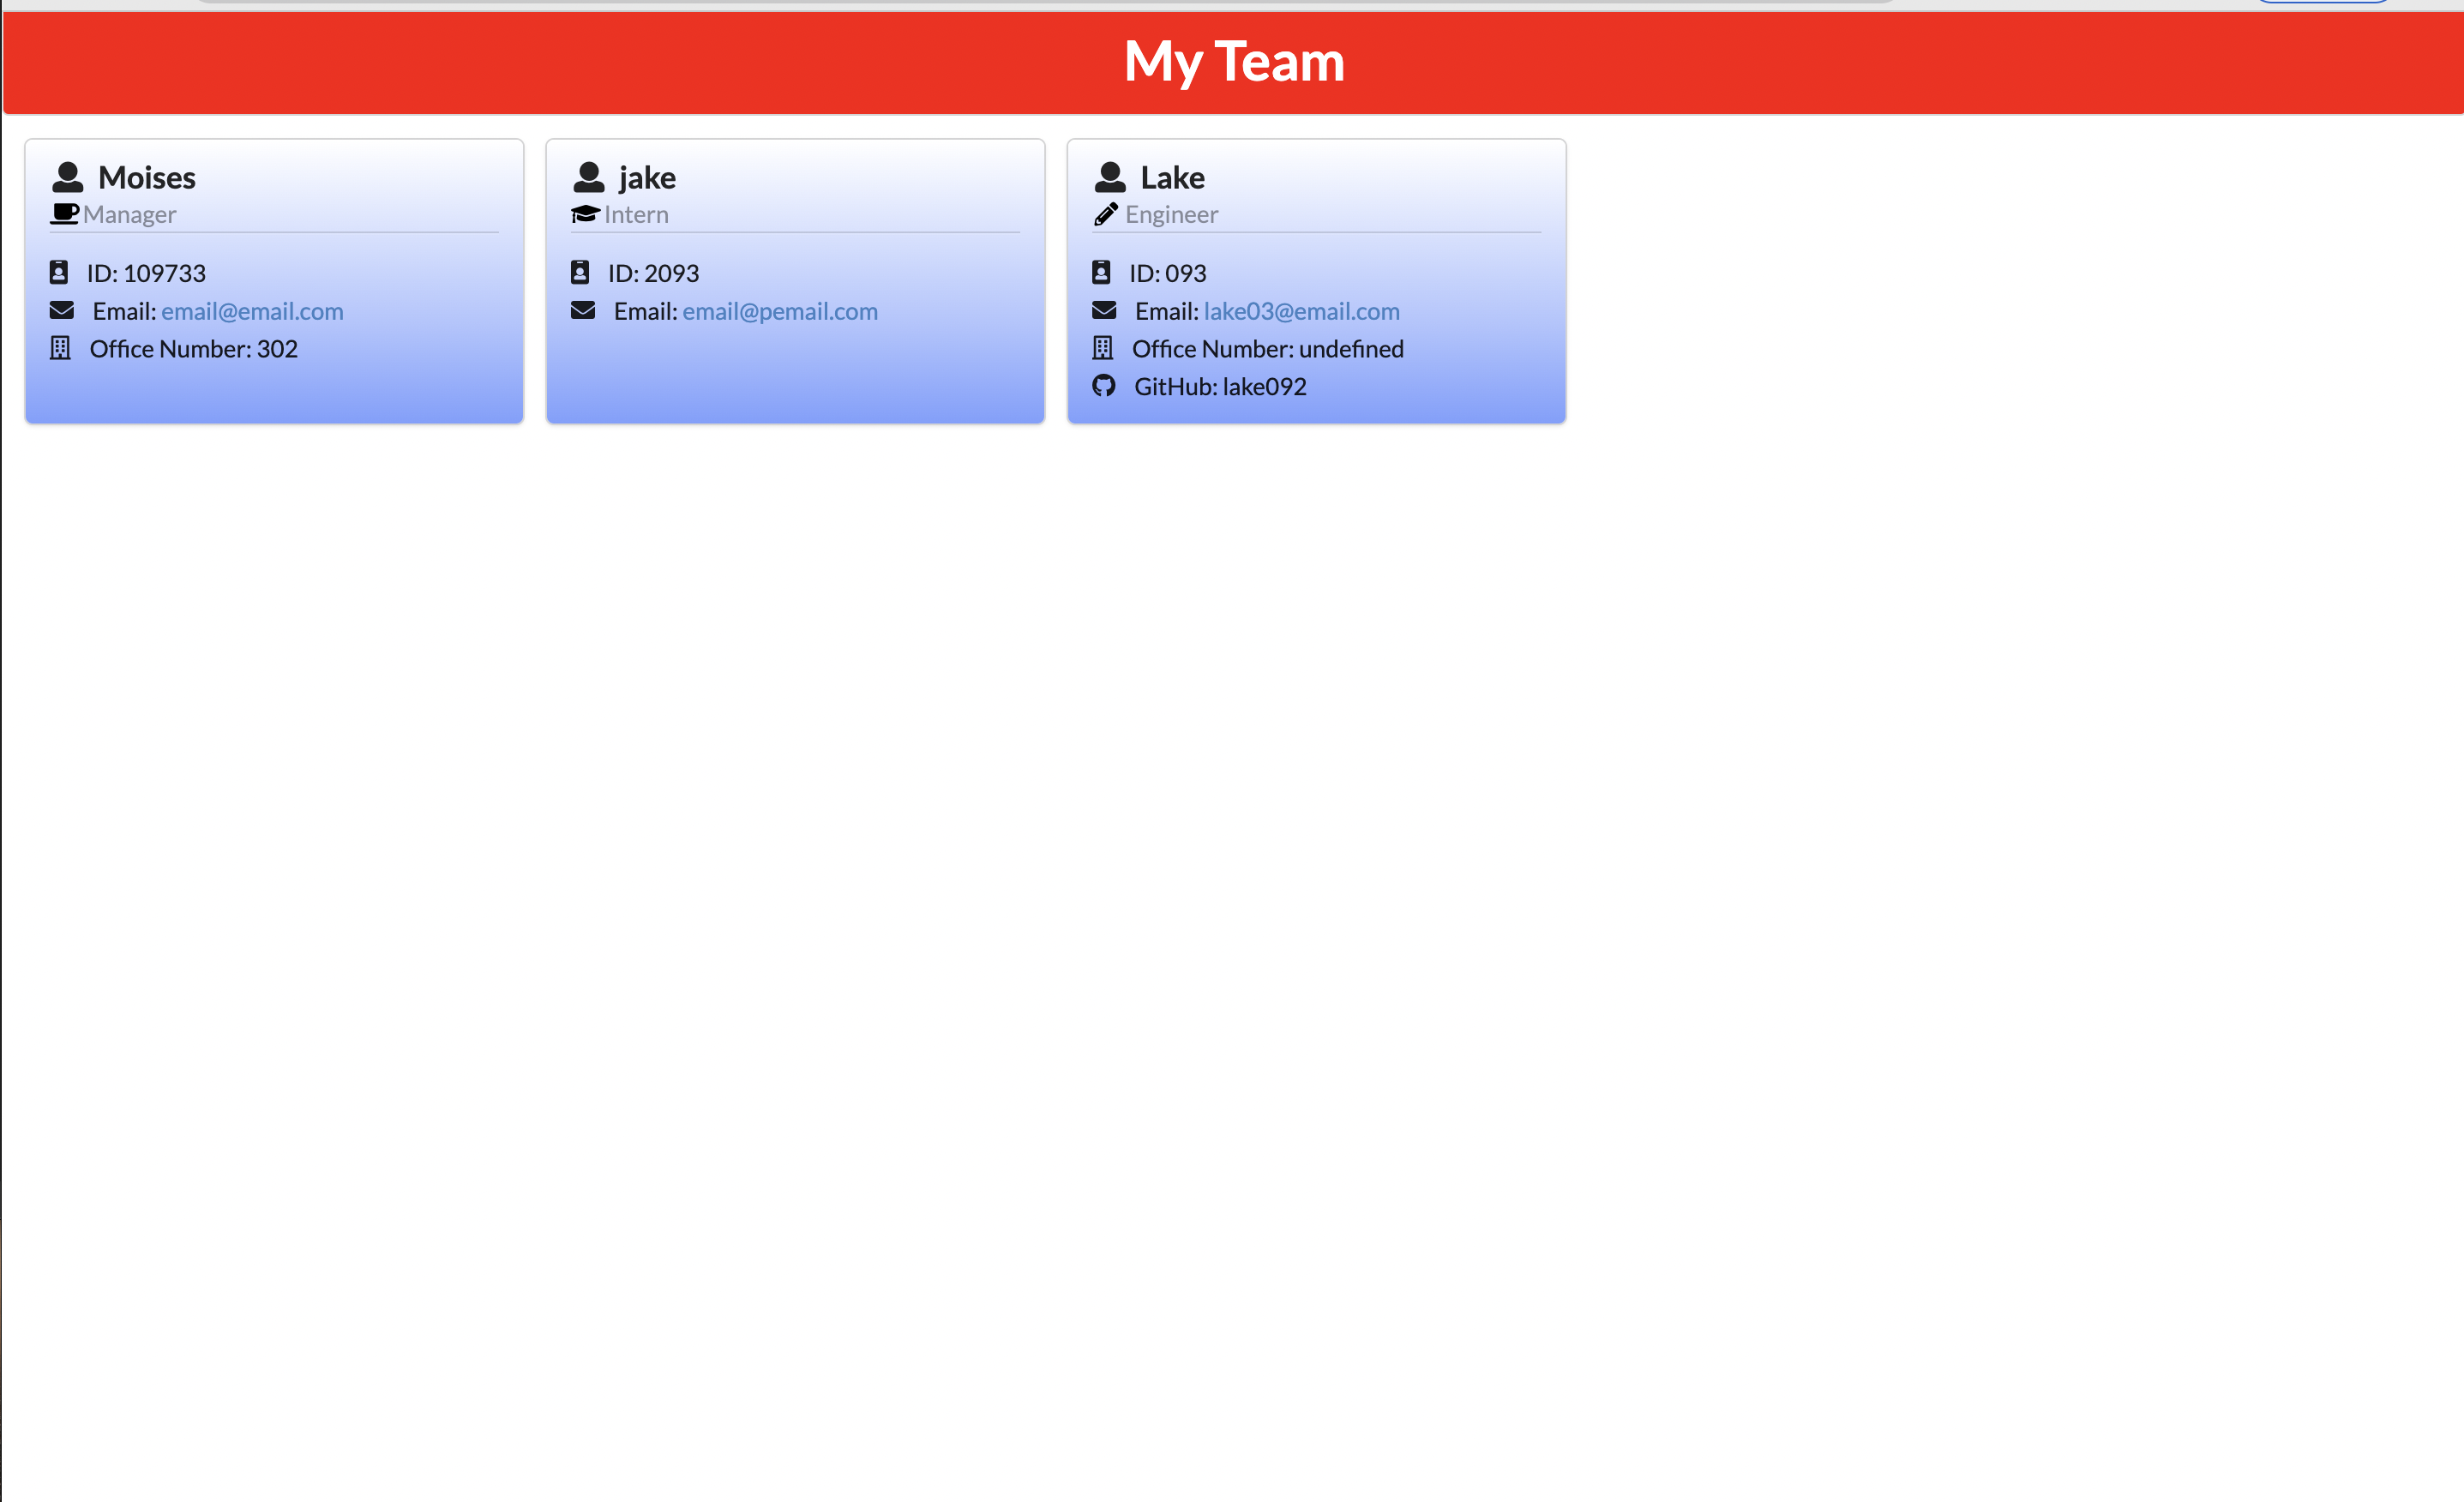 My Team
Moises
Manager
ID: 109733
Email: email@email.com
Office Number: 302
jake
Intern
ID: 2093
Email: email@pemail.com
Lake
Engineer
ID: 093
Email: lake03@email.com
Office Number: undefined
GitHub: lake092